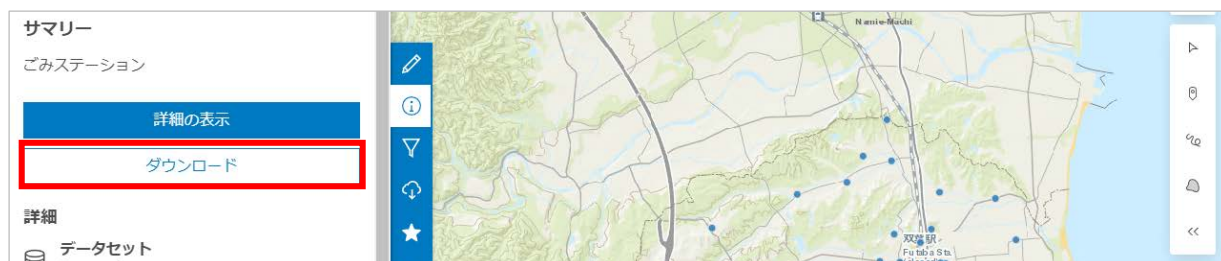 サマリー
ごみステーション
詳細の表示
ダウンロード
詳細
データセット
Namie-Machi
双葉駅
Futaba Sta.